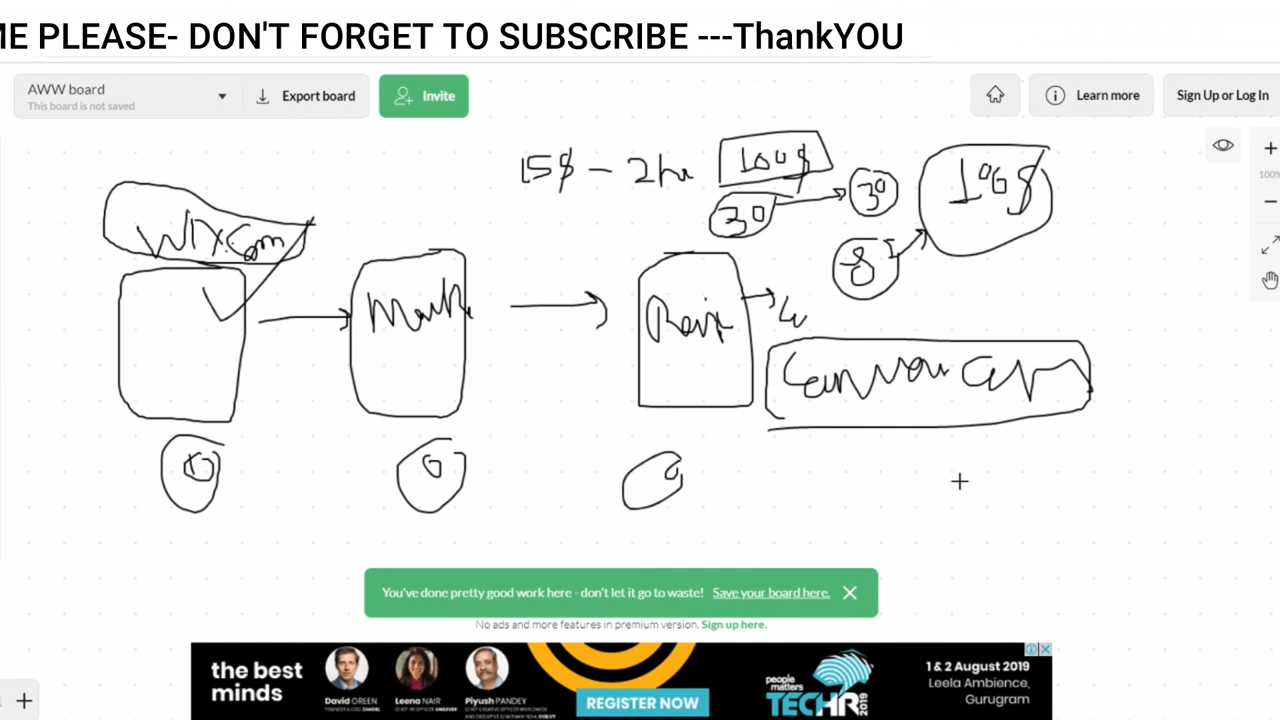 ME PLEASE- DON'T FORGET TO SUBSCRIBE ---ThankYOU
AWW board
This board is not saved
Export board
Invite
Learn more
Sign Up or Log In
100%
15$ - 2hr
100$
30
30
100$
8
Wix.com
You've done pretty good work here - don't let it go to waste! Save your board here.
No ads and more features in premium version. Sign up here.
the best minds
David GREEN
Leena NAIR
Piyush PANDEY
REGISTER NOW
people matters
TECHHR 2019
1 & 2 August 2019
Leela Ambience,
Gurugram